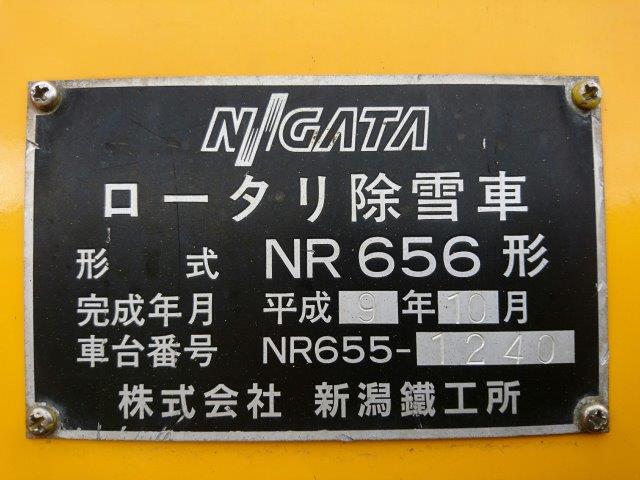 NIIGATA
ロータリ除雪車
形式 NR656形
完成年月 平成9年10月
車台番号 NR655-1240
株式会社 新潟鐵工所